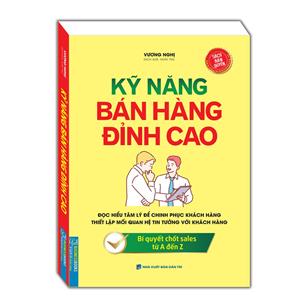 VƯƠNG NGHỊ
SÁCH
BẢN QUYỀN
KỸ NĂNG
BÁN HÀNG
ĐỈNH CAO
ĐỌC HIỂU TÂM LÝ ĐỂ CHINH PHỤC KHÁCH HÀNG
THIẾT LẬP MỐI QUAN HỆ TIN TƯỞNG VỚI KHÁCH HÀNG
Bí quyết chốt sales
từ A đến Z
NHÀ XUẤT BẢN DÂN TRÍ
VƯƠNG NGHỊ
KỸ NĂNG BÁN HÀNG ĐỈNH CAO